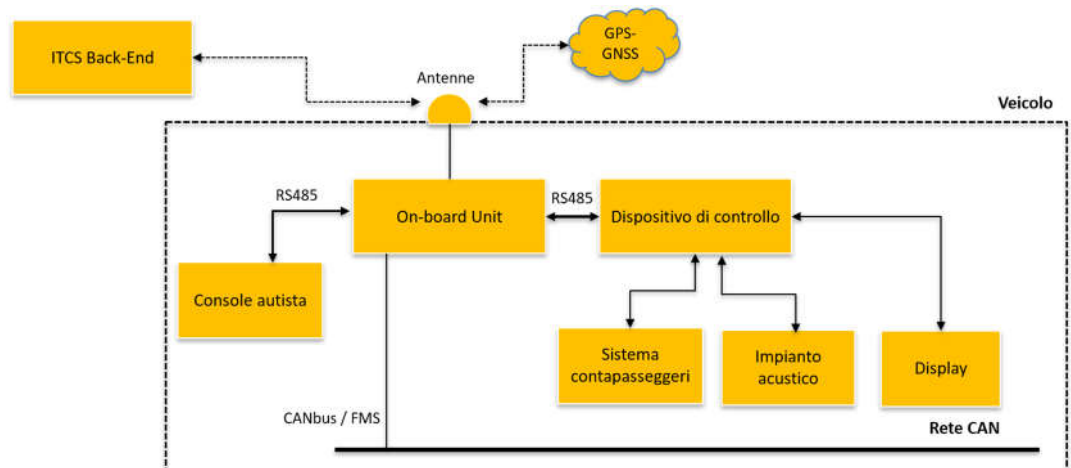 ITCS Back-End
GPS-
GNSS
Antenne
Veicolo
RS485
On-board Unit
RS485
Dispositivo di controllo
Console autista
Sistema
contapasseggeri
Impianto
acustico
Display
CANbus / FMS
Rete CAN